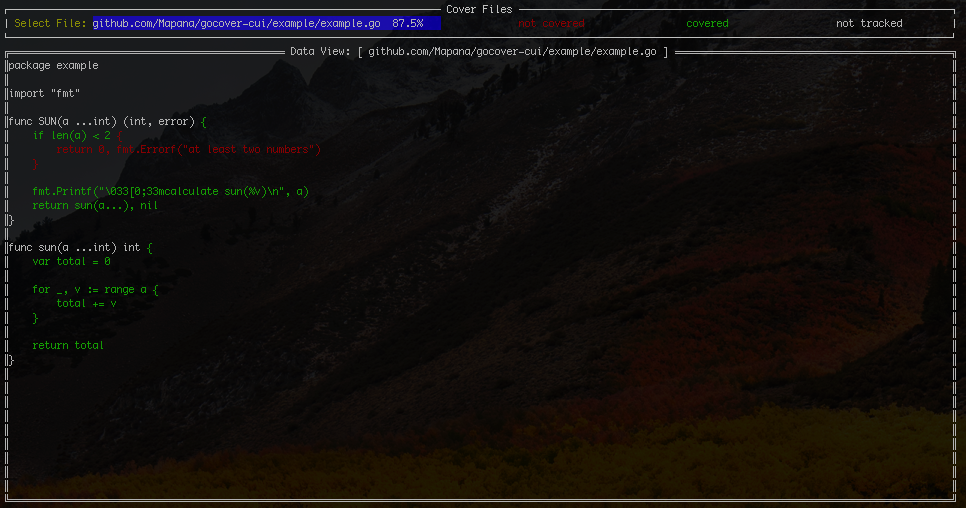 Cover Files
Select File: github.com/Mapana/gocover-cui/example/example.go 87.5% not covered covered not tracked
Data View: [ github.com/Mapana/gocover-cui/example/example.go ]
package example
import "fmt"
func SUN(a ...int) (int, error) {
if len(a) < 2 {
return 0, fmt.Errorf("at least two numbers")
}
fmt.Printf("\033[0;33mcalculate sun(%v)\n", a)
return sun(a...), nil
}
func sun(a ...int) int {
var total = 0
for _, v := range a {
total += v
}
return total
}